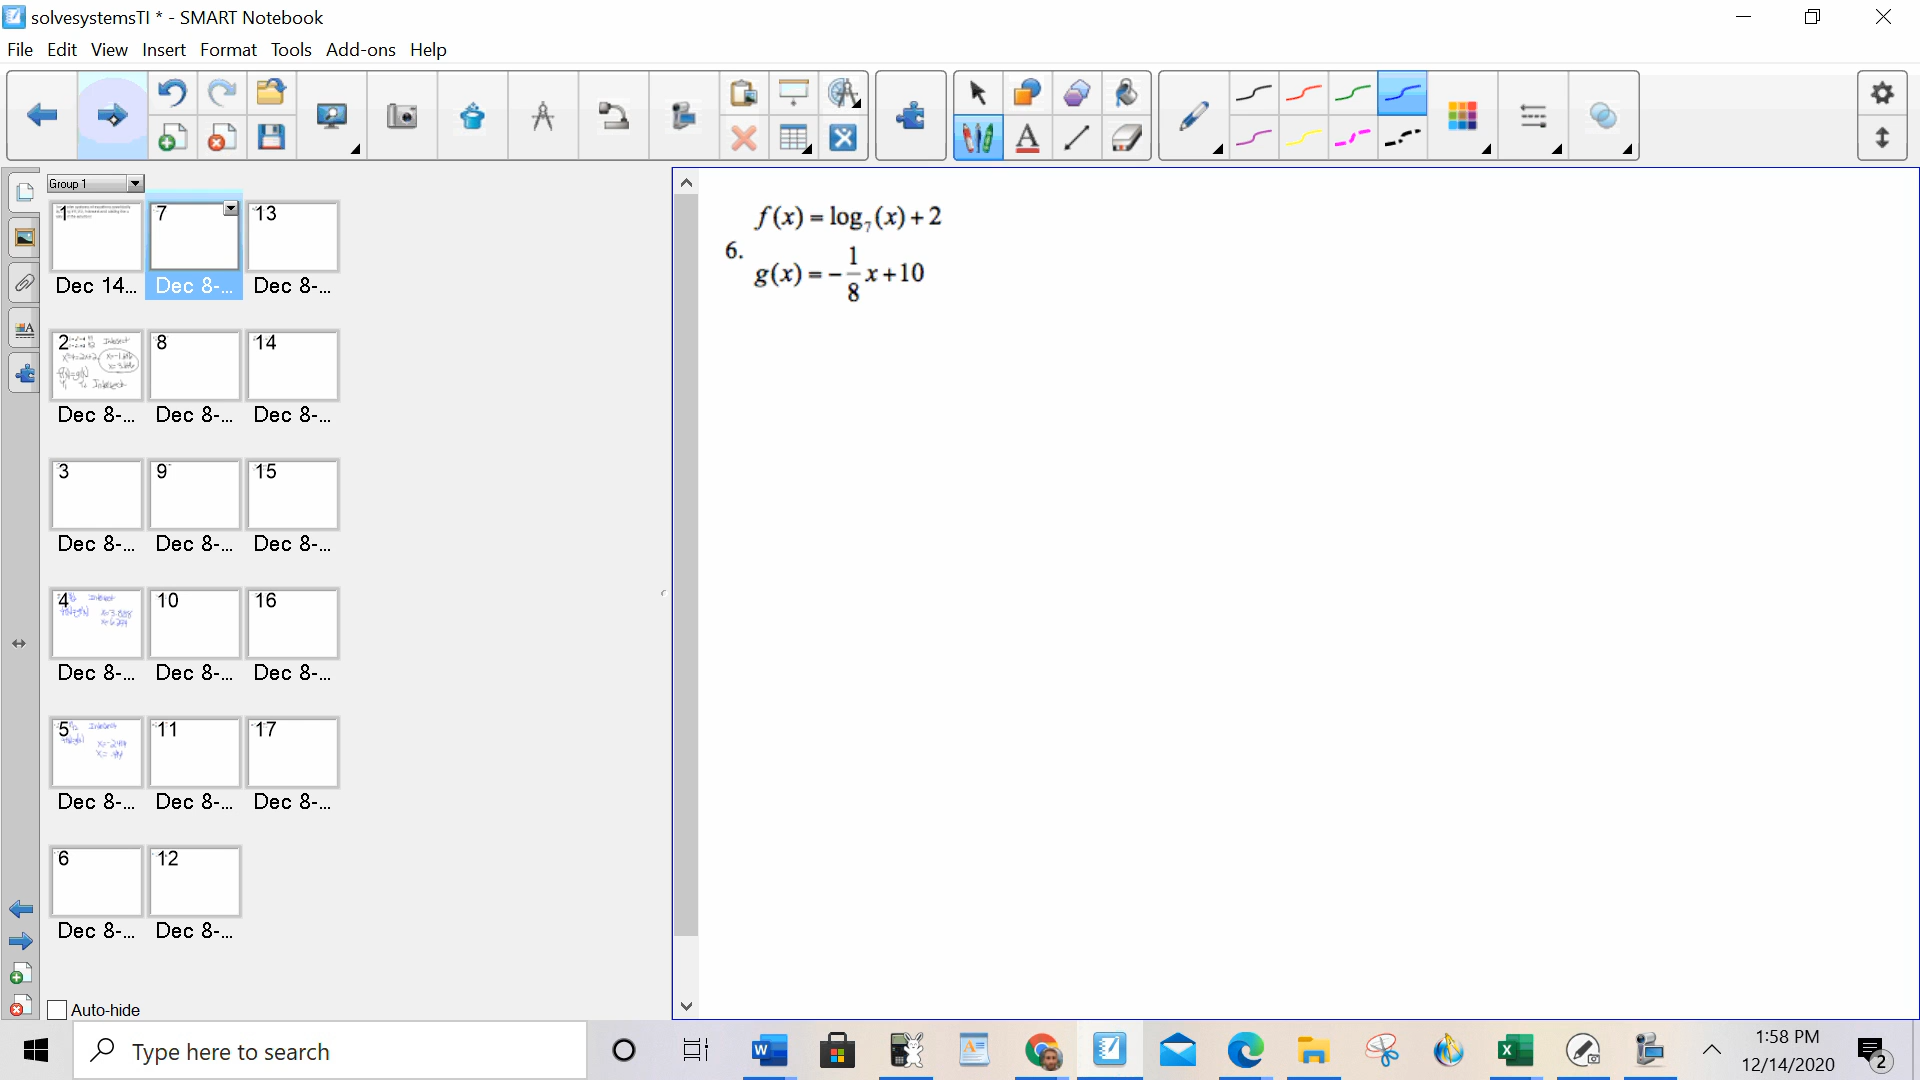 solvesystemsTI * - SMART Notebook
File Edit View Insert Format Tools Add-ons Help
Group 1
1 7 13
Dec 14... Dec 8-... Dec 8-...
2 8 14
Intersect
Dec 8-... Dec 8-... Dec 8-...
3 9 15
Dec 8-... Dec 8-... Dec 8-...
4 10 16
Intersect
Dec 8-... Dec 8-... Dec 8-...
5 11 17
Intersect
Dec 8-... Dec 8-... Dec 8-...
6 12
Dec 8-... Dec 8-...
Auto-hide
6.
f(x) = log₇(x) + 2
g(x) = -1/8 x + 10
Type here to search
1:58 PM
12/14/2020
2